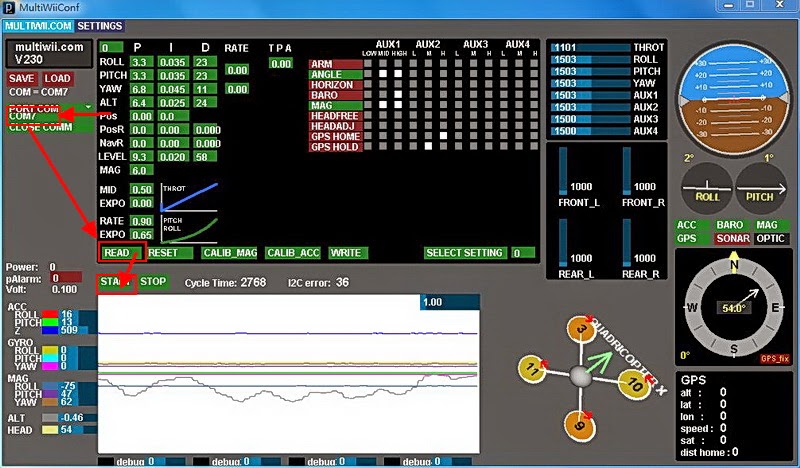 MultiWiiConf
MULTIWII.COM SETTINGS
multiwii.com
V 230
SAVE LOAD
COM = COM7
PORT COM
COM7
CLOSE COMM
0 P I D RATE T P A
ROLL 3.3 0.035 23 0.00
PITCH 3.3 0.035 23 0.00
YAW 6.8 0.045 11 0.00
ALT 6.4 0.025 24
Pos 0.00 0.0
PosR 0.0 0.0 0.000
NavR 0.0 0.0 0.000
LEVEL 9.3 0.020 58
MAG 6.0
MID 0.50 THROT
EXPO 0.00
RATE 0.90 PITCH
ROLL
EXPO 0.65
AUX1 AUX2 AUX3 AUX4
LOW MID HIGH L M H L M H L M H
ARM
ANGLE
HORIZON
BARO
MAG
HEADFREE
HEADADJ
GPS HOME
GPS HOLD
READ RESET CALIB_MAG CALIB_ACC WRITE SELECT SETTING 0
1101 THROT
1503 ROLL
1503 PITCH
1503 YAW
1503 AUX1
1500 AUX2
1500 AUX3
1500 AUX4
1000 1000
FRONT_L FRONT_R
1000 1000
REAR_L REAR_R
+30 +30
+20 +20
+10 +10
-10 -10
-20 -20
-30 -30
2° 1°
ROLL PITCH
ACC BARO MAG
GPS SONAR OPTIC
N
W E
S
54.0°
0° GPS_fix
GPS
alt : 0
lat : 0
lon : 0
speed : 0
sat : 0
dist home : 0
Power: 0
pAlarm: 0
Volt: 0.100
START STOP Cycle Time: 2768 I2C error: 36
1.00
ACC
ROLL 16
PITCH 13
Z 509
GYRO
ROLL 0
PITCH 0
YAW 0
MAG
ROLL -75
PITCH 47
YAW 62
ALT -0.46
HEAD 54
QUADRICOPTER X
3
11
10
9
debug 0 debug 0 debug 0 debug 0